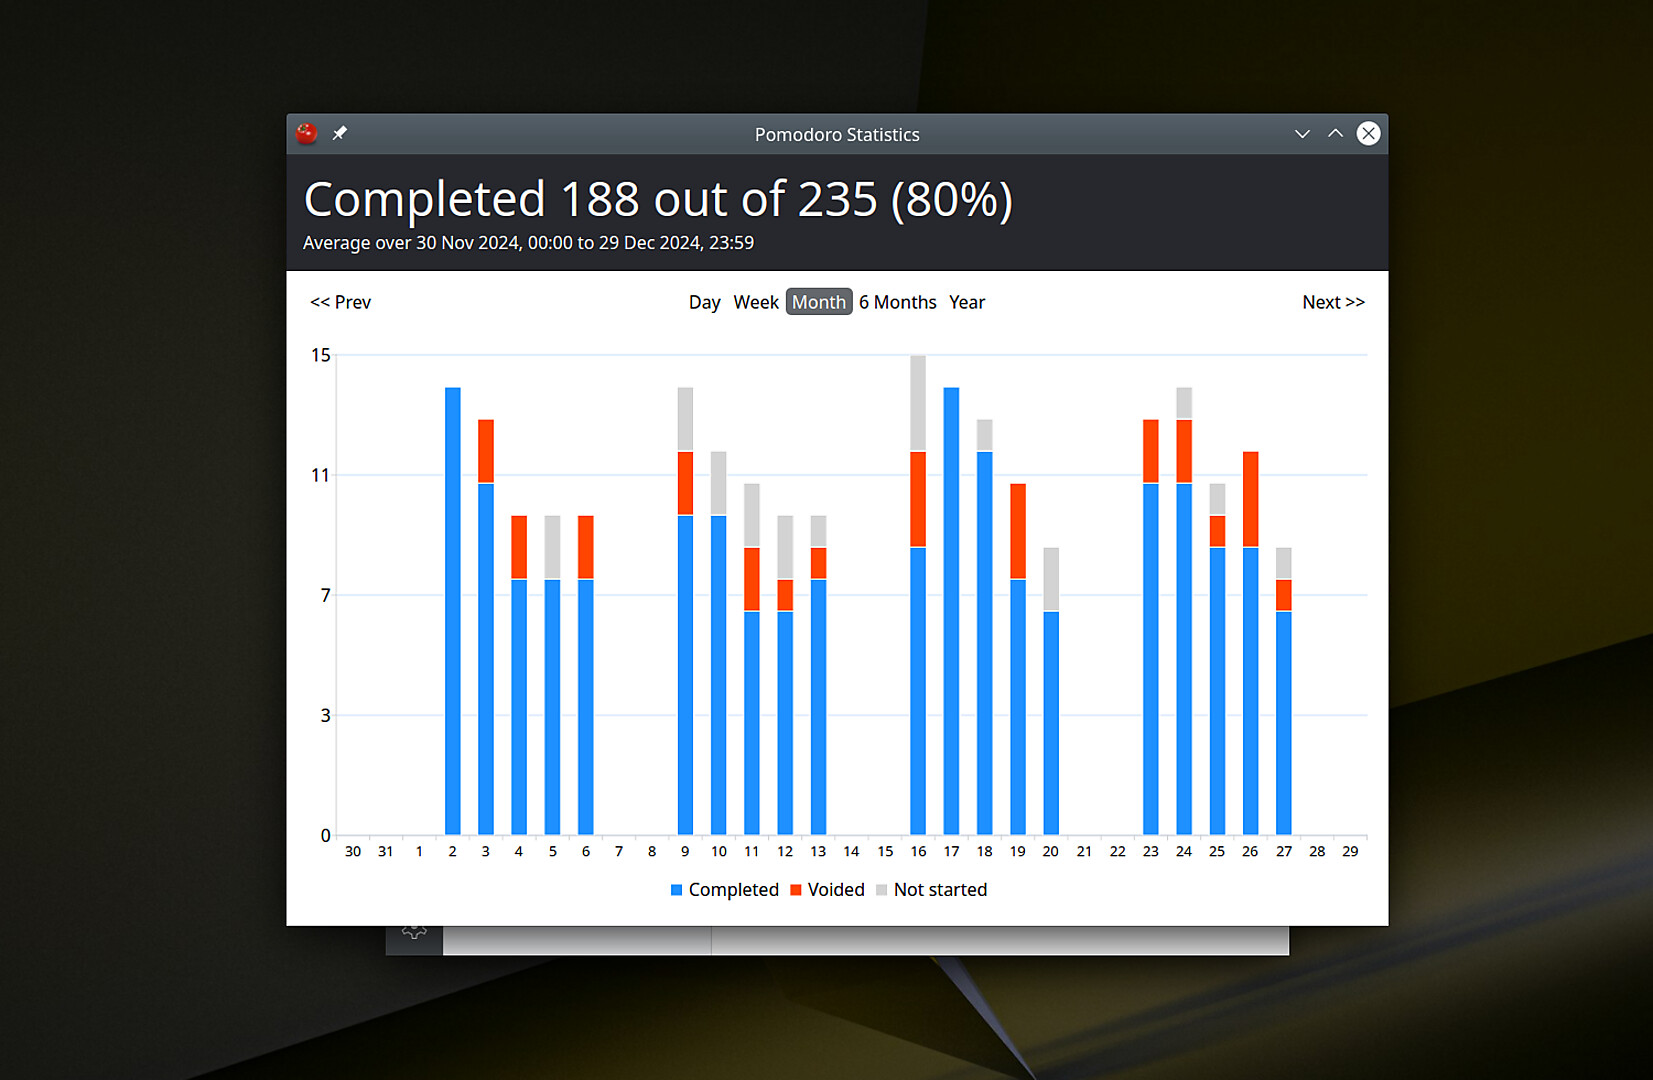 Pomodoro Statistics
Completed 188 out of 235 (80%)
Average over 30 Nov 2024, 00:00 to 29 Dec 2024, 23:59
<< Prev Day Week Month 6 Months Year Next >>
15
11
7
3
0
30 31 1 2 3 4 5 6 7 8 9 10 11 12 13 14 15 16 17 18 19 20 21 22 23 24 25 26 27 28 29
Completed Voided Not started